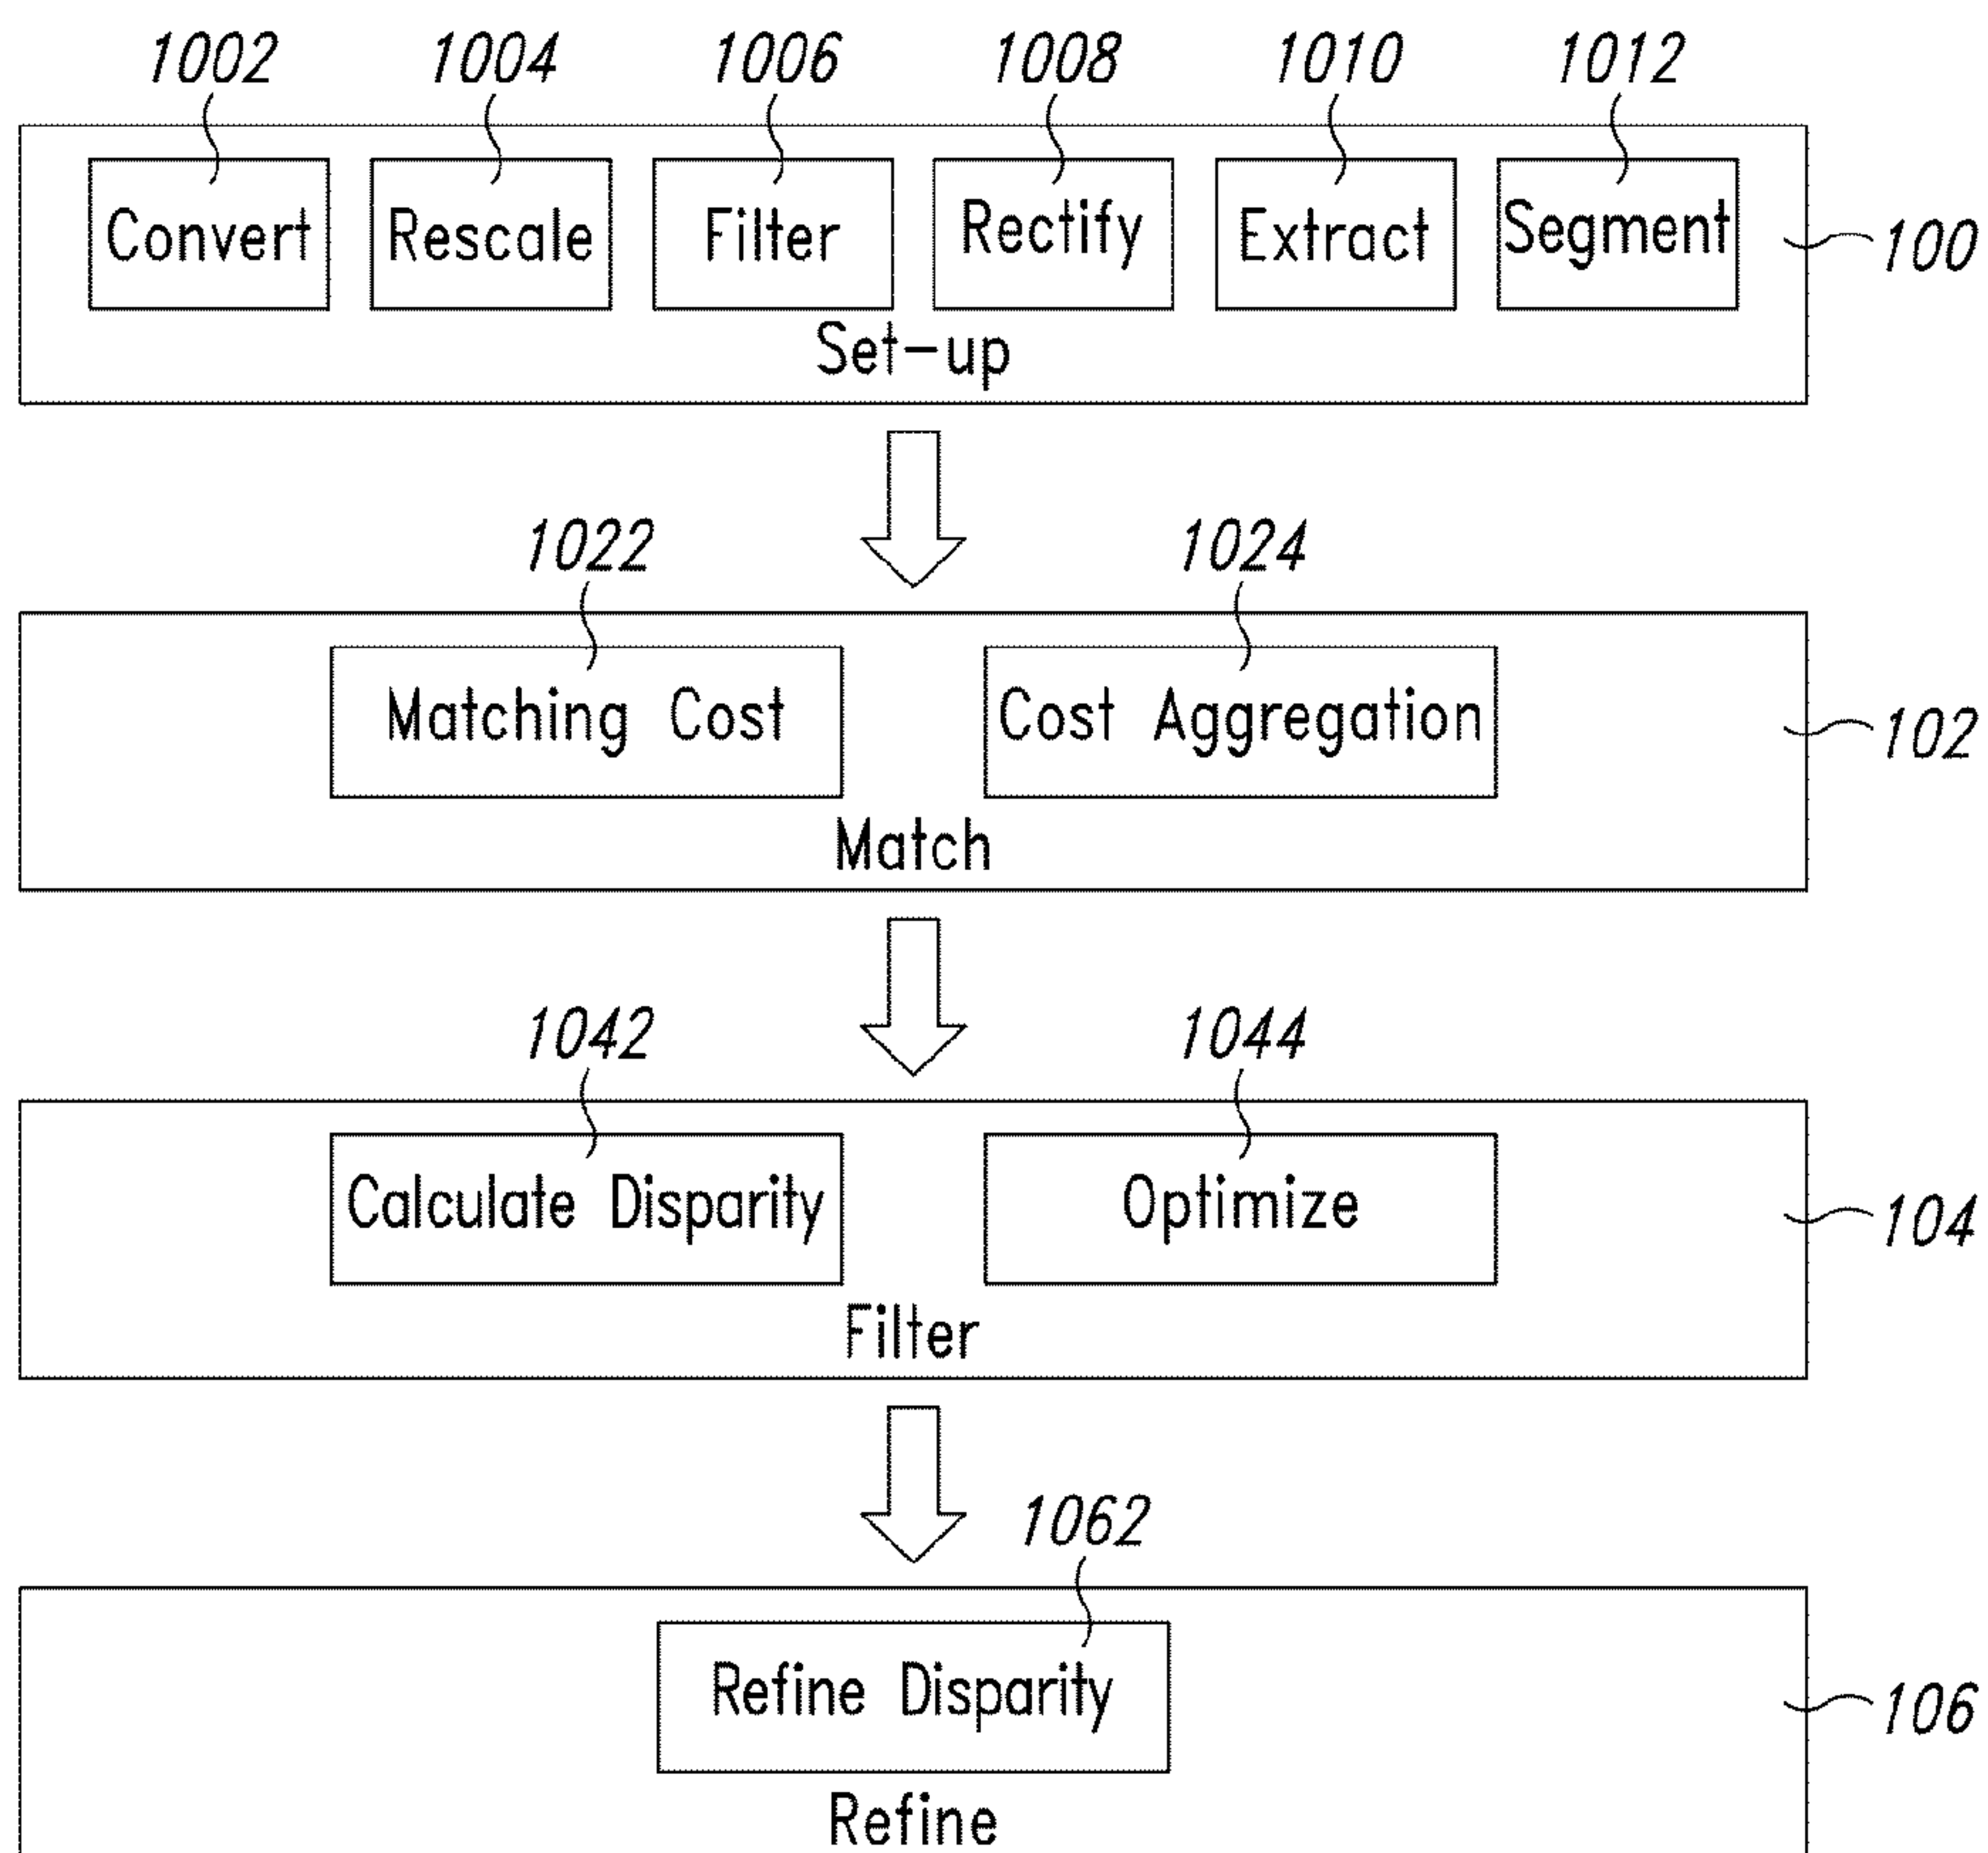 1002 1004 1006 1008 1010 1012
Convert Rescale Filter Rectify Extract Segment
100
Set-up
1022 1024
Matching Cost Cost Aggregation
102
Match
1042 1044
Calculate Disparity Optimize
104
Filter
1062
Refine Disparity
106
Refine